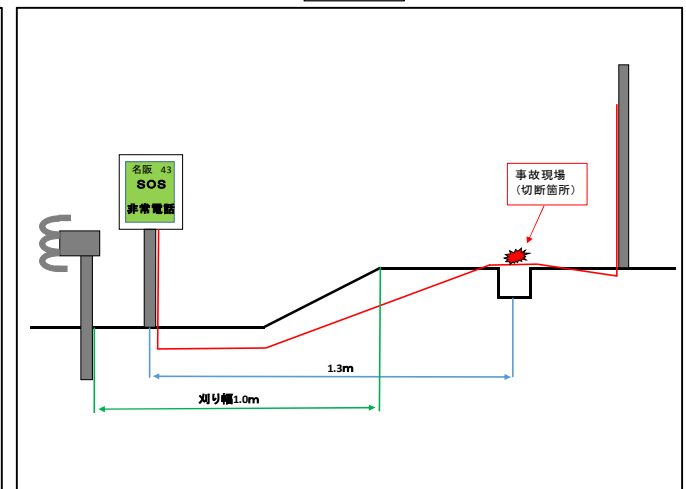 名阪 43
SOS
非常電話
事故現場
(切断箇所)
1.3m
刈り幅1.0m